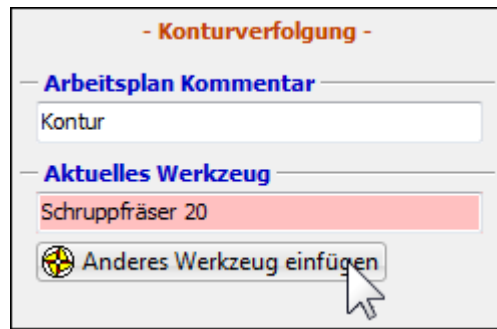 - Konturverfolgung -
Arbeitsplan Kommentar
Kontur
Aktuelles Werkzeug
Schruppfräser 20
Anderes Werkzeug einfügen